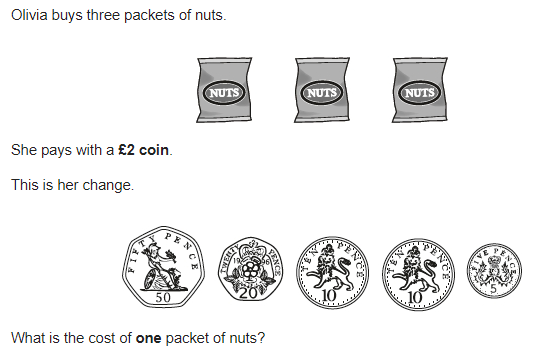 Olivia buys three packets of nuts.
NUTS NUTS NUTS
She pays with a £2 coin.
This is her change.
FIFTY PENCE 50
TWENTY PENCE 20
TEN PENCE 10
TEN PENCE 10
FIVE PENCE 5
What is the cost of one packet of nuts?